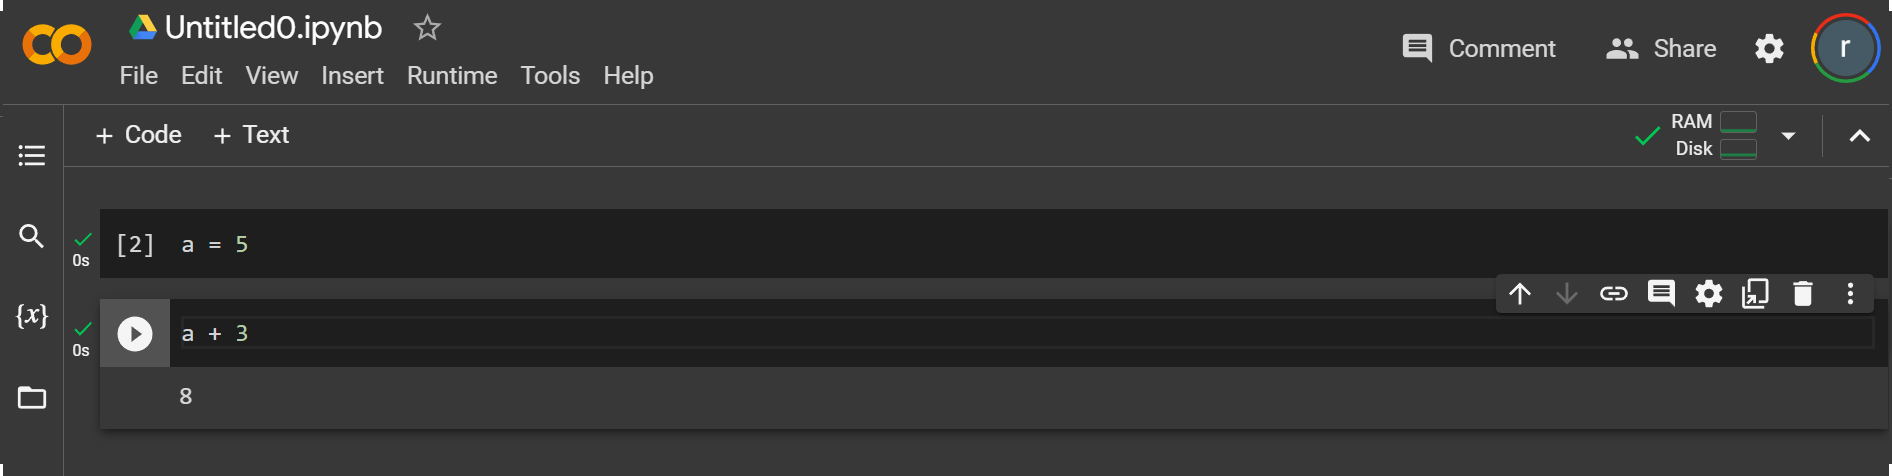 Untitled0.ipynb
File Edit View Insert Runtime Tools Help
Comment Share r
+ Code + Text
RAM
Disk
[2] a = 5
0s
{x}
a + 3
0s
8